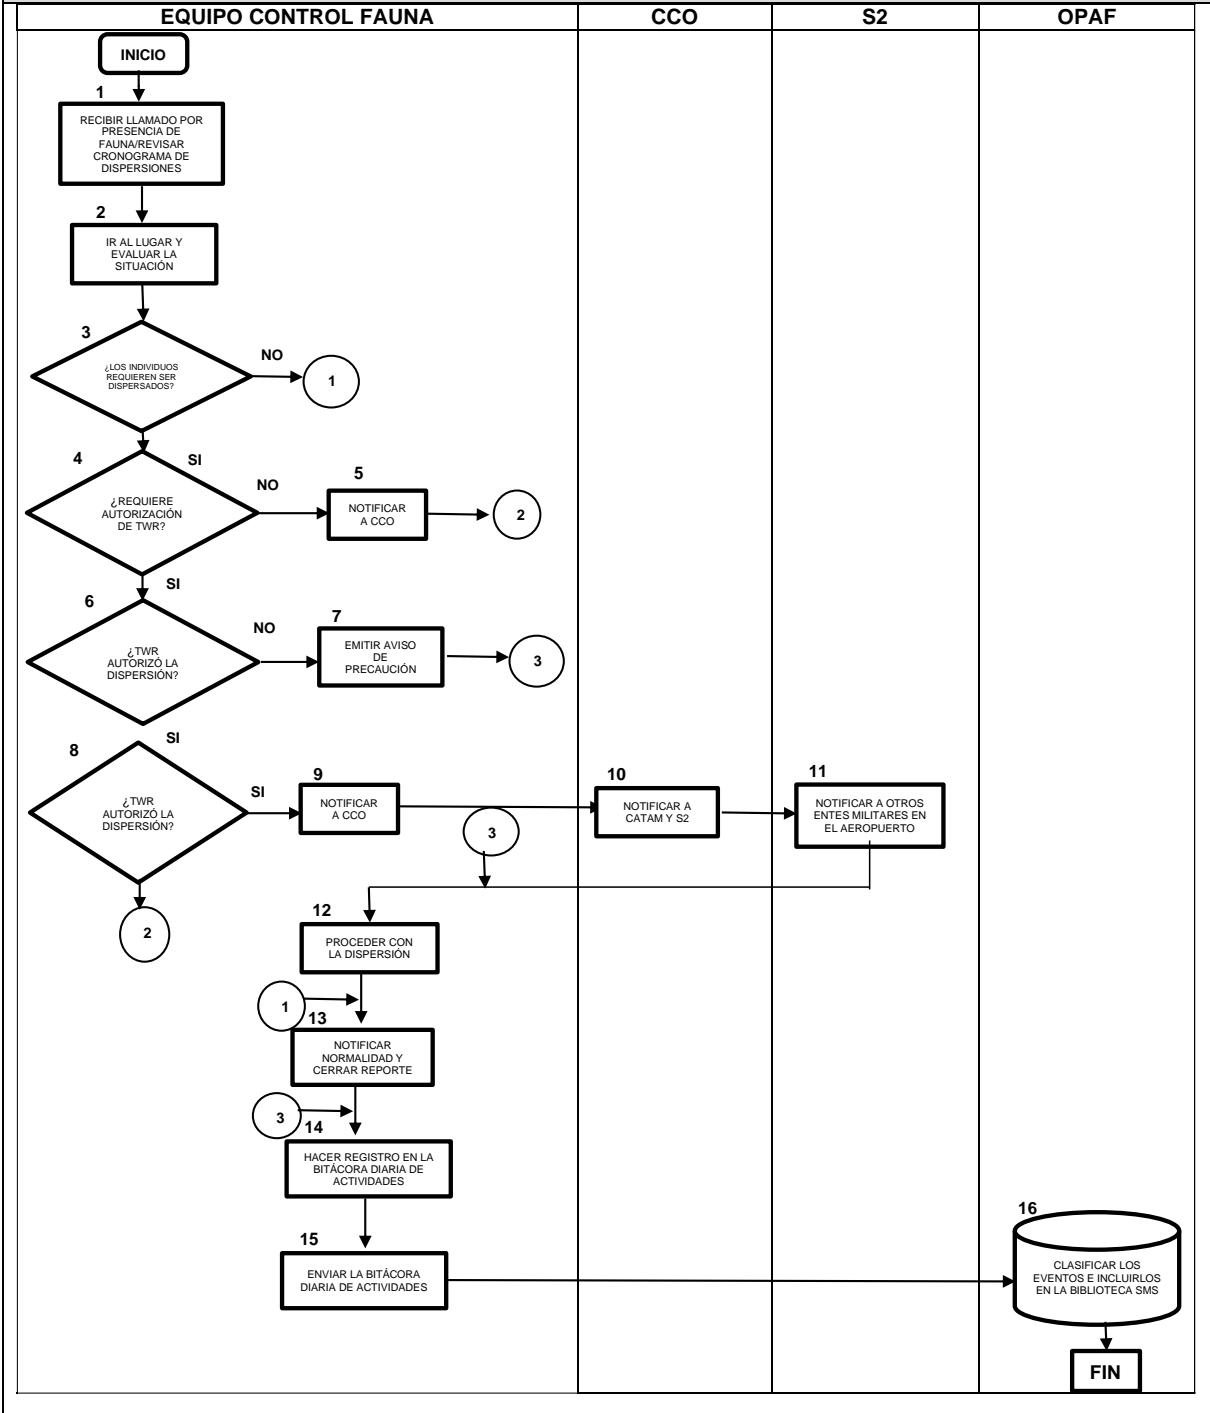 EQUIPO CONTROL FAUNA
CCO
S2
OPAF
INICIO
1
RECIBIR LLAMADO POR
PRESENCIA DE
FAUNA/REVISAR
CRONOGRAMA DE
DISPERSIONES
2
IR AL LUGAR Y
EVALUAR LA
SITUACIÓN
3
¿LOS INDIVIDUOS
REQUIEREN SER
DISPERSADOS?
NO
1
4
SI
¿REQUIERE
AUTORIZACIÓN
DE TWR?
NO
5
NOTIFICAR
A CCO
2
SI
6
¿TWR
AUTORIZÓ LA
DISPERSIÓN?
NO
7
EMITIR AVISO
DE
PRECAUCIÓN
3
SI
8
¿TWR
AUTORIZÓ LA
DISPERSIÓN?
SI
9
NOTIFICAR
A CCO
10
NOTIFICAR A
CATAM Y S2
11
NOTIFICAR A OTROS
ENTES MILITARES EN
EL AEROPUERTO
3
2
12
PROCEDER CON
LA DISPERSIÓN
1
13
NOTIFICAR
NORMALIDAD Y
CERRAR REPORTE
3
14
HACER REGISTRO EN LA
BITÁCORA DIARIA DE
ACTIVIDADES
15
ENVIAR LA BITÁCORA
DIARIA DE ACTIVIDADES
16
CLASIFICAR LOS
EVENTOS E INCLUIRLOS
EN LA BIBLIOTECA SMS
FIN